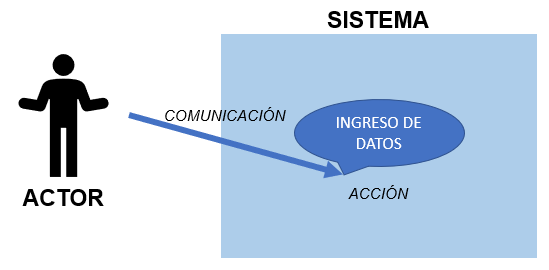 SISTEMA
COMUNICACIÓN
INGRESO DE
DATOS
ACTOR
ACCIÓN